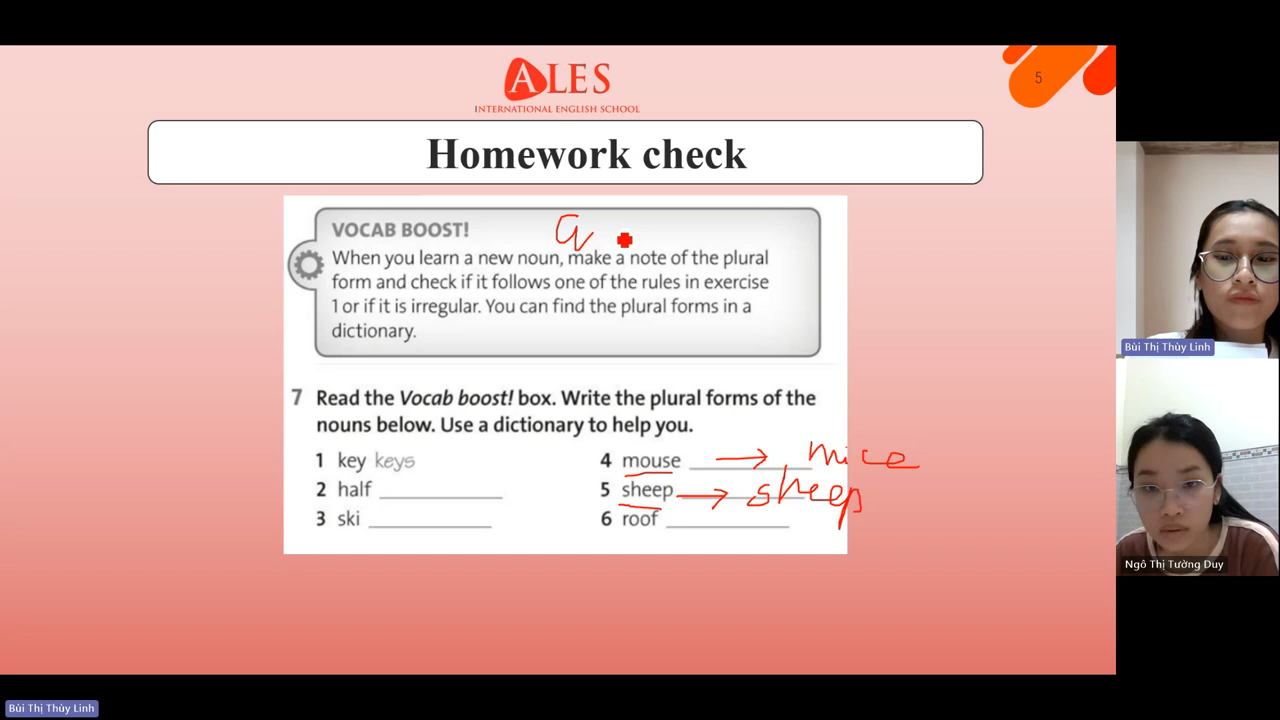 5
ALES
INTERNATIONAL ENGLISH SCHOOL
Homework check
VOCAB BOOST!
a
When you learn a new noun, make a note of the plural
form and check if it follows one of the rules in exercise
1 or if it is irregular. You can find the plural forms in a
dictionary.
7 Read the Vocab boost! box. Write the plural forms of the
nouns below. Use a dictionary to help you.
1 key keys
2 half
3 ski
4 mouse → mice
5 sheep → sheep
6 roof
Bùi Thị Thùy Linh
Ngô Thị Tường Duy
Bùi Thị Thùy Linh